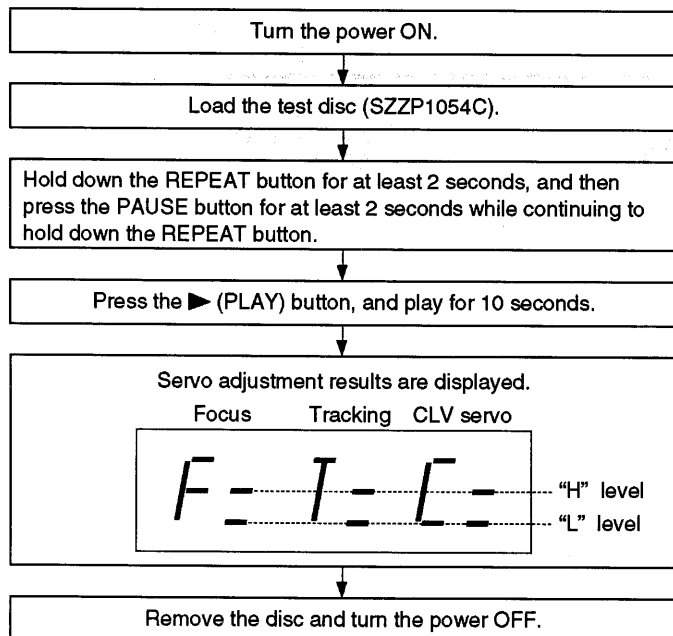 Turn the power ON.
Load the test disc (SZZP1054C).
Hold down the REPEAT button for at least 2 seconds, and then
press the PAUSE button for at least 2 seconds while continuing to
hold down the REPEAT button.
Press the ▶ (PLAY) button, and play for 10 seconds.
Servo adjustment results are displayed.
Focus Tracking CLV servo
F T C
“H” level
“L” level
Remove the disc and turn the power OFF.